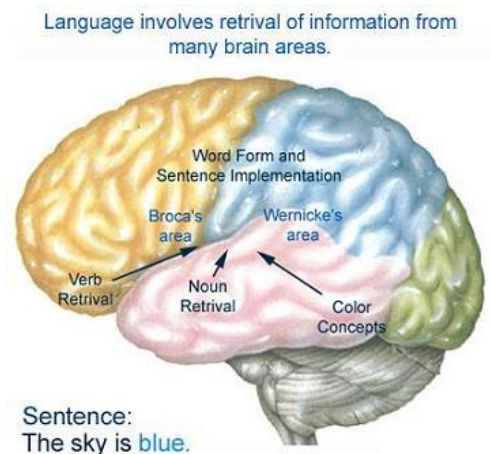 Language involves retrival of information from
many brain areas.
Word Form and
Sentence Implementation
Broca's
area
Wernicke's
area
Verb
Retrival
Noun
Retrival
Color
Concepts
Sentence:
The sky is blue.